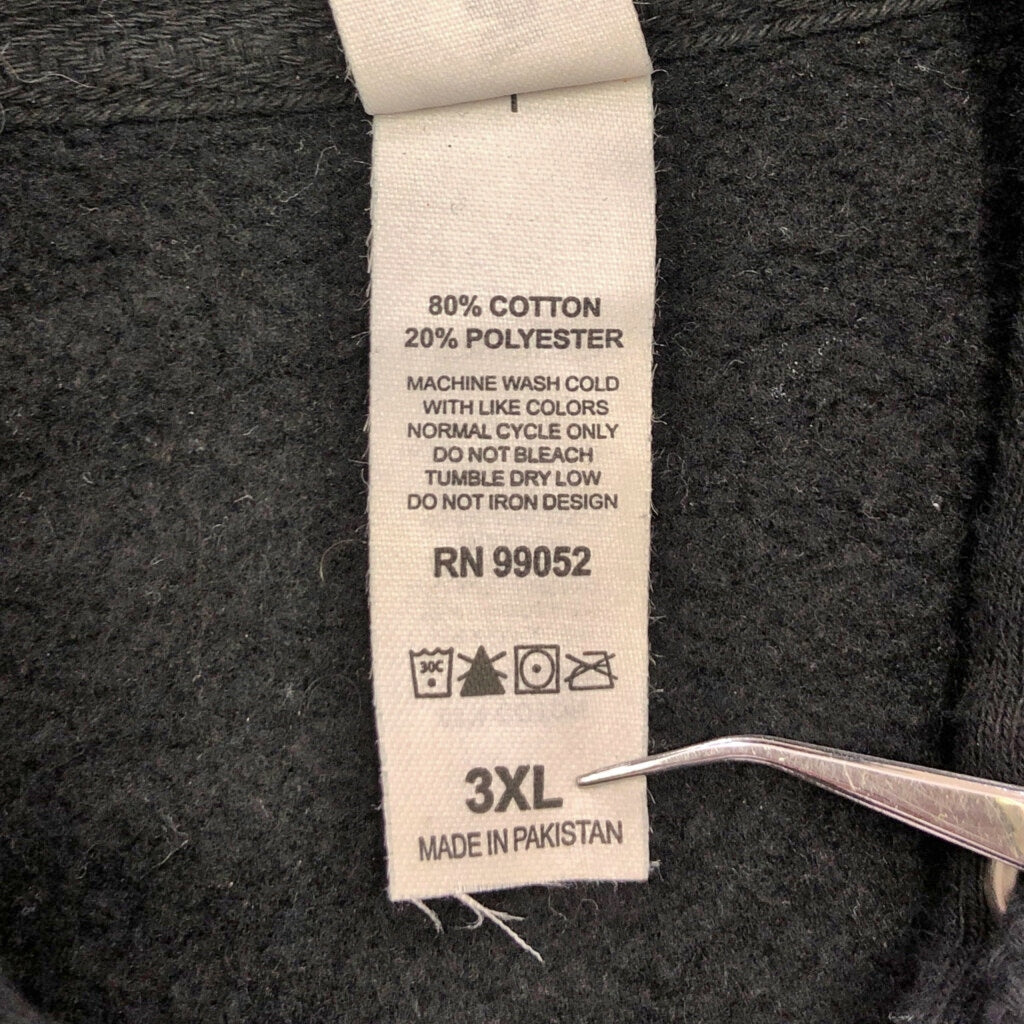 80% COTTON
20% POLYESTER
MACHINE WASH COLD
WITH LIKE COLORS
NORMAL CYCLE ONLY
DO NOT BLEACH
TUMBLE DRY LOW
DO NOT IRON DESIGN
RN 99052
30C
3XL
MADE IN PAKISTAN